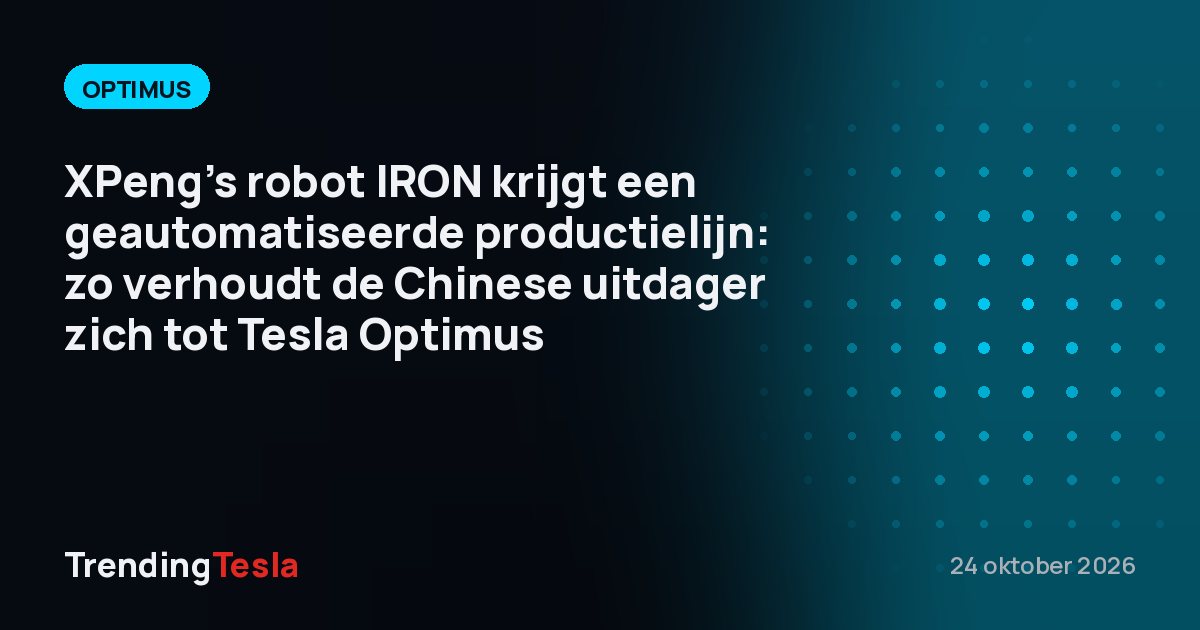 OPTIMUS
XPeng’s robot IRON krijgt een
geautomatiseerde productielijn:
zo verhoudt de Chinese uitdager
zich tot Tesla Optimus
TrendingTesla
24 oktober 2026